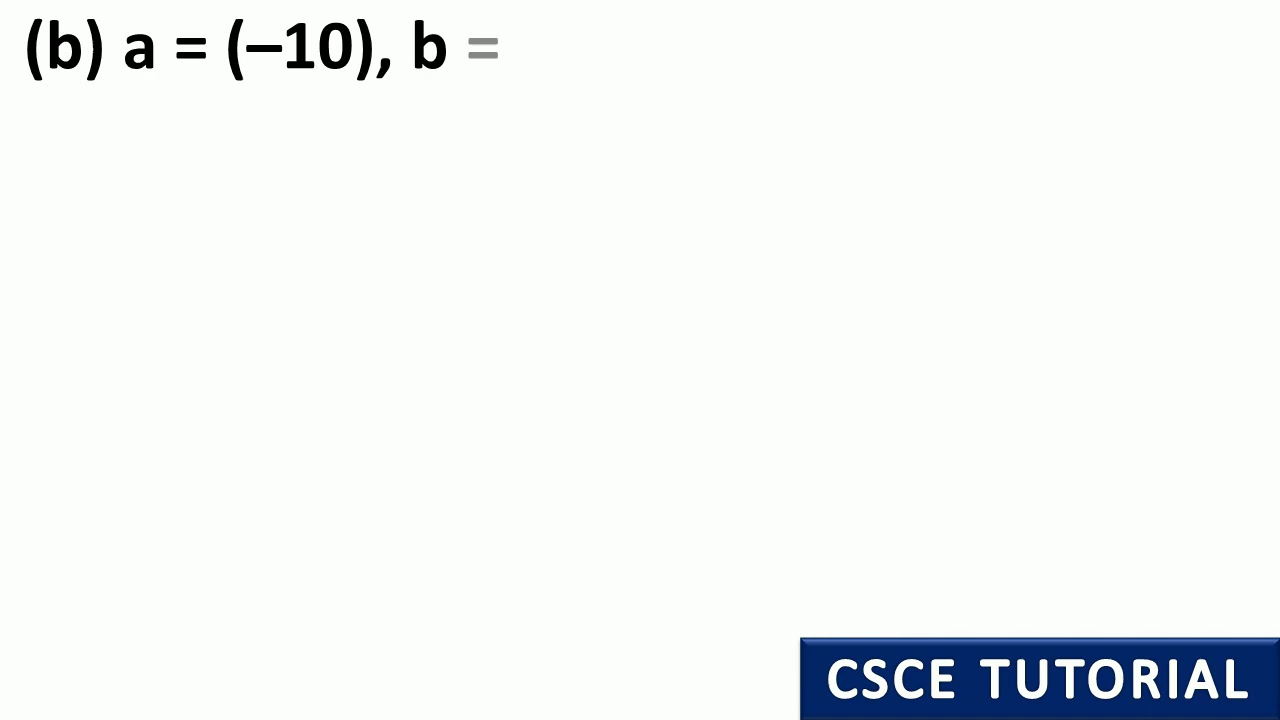 (b) a = (–10), b =
CSCE TUTORIAL